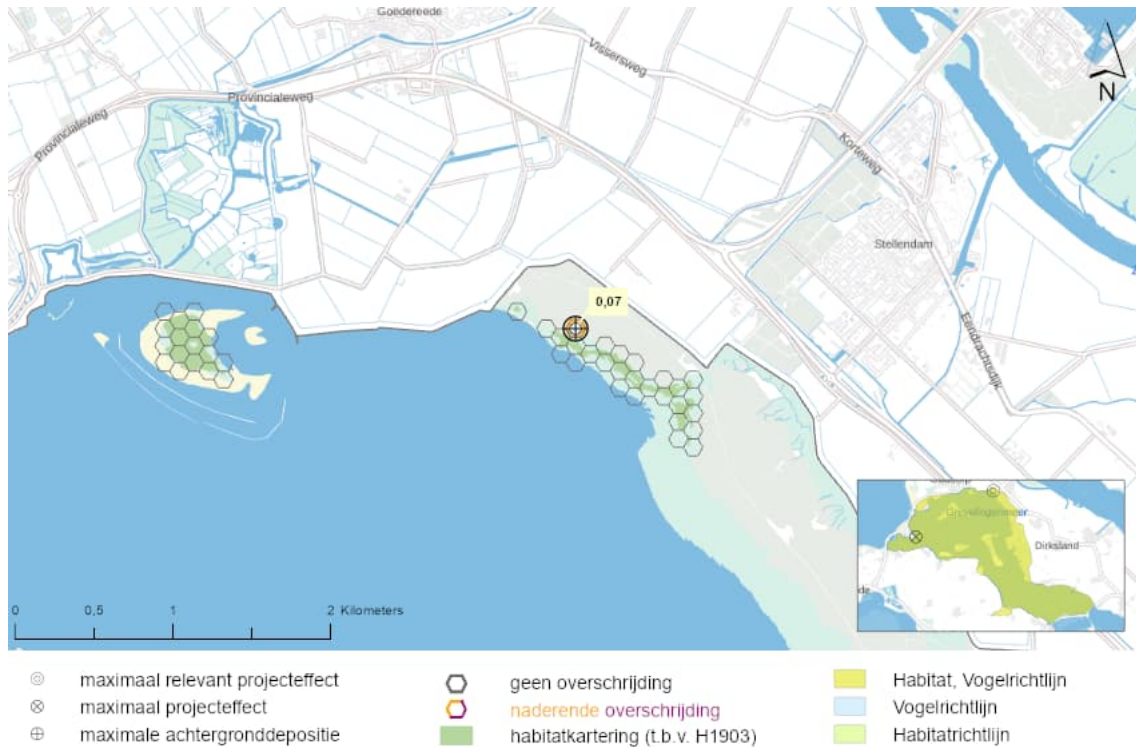 Goedereede
Vissersweg
Provincialeweg
Provincialeweg
N
Korteweg
Stellendam
0,07
Eendrachtsdijk
Grevelingenmeer
Dirksland
0 0,5 1 2 Kilometers
maximaal relevant projecteffect
maximaal projecteffect
maximale achtergronddepositie
geen overschrijding
naderende overschrijding
habitatkartering (t.b.v. H1903)
Habitat, Vogelrichtlijn
Vogelrichtlijn
Habitatrichtlijn